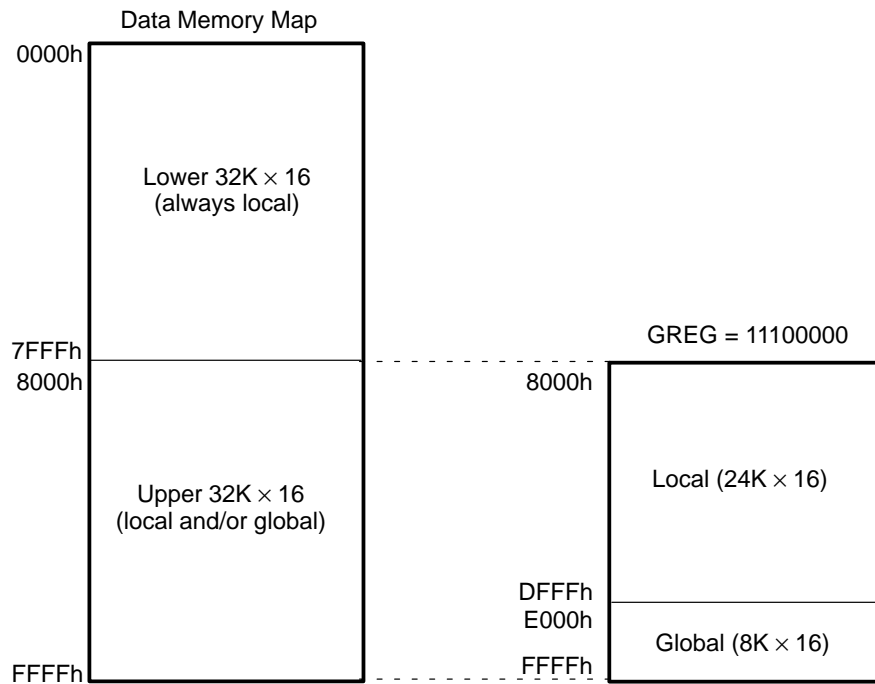 Data Memory Map
0000h
Lower 32K × 16
(always local)
7FFFh
8000h
Upper 32K × 16
(local and/or global)
FFFFh
GREG = 11100000
8000h
Local (24K × 16)
DFFFh
E000h
Global (8K × 16)
FFFFh